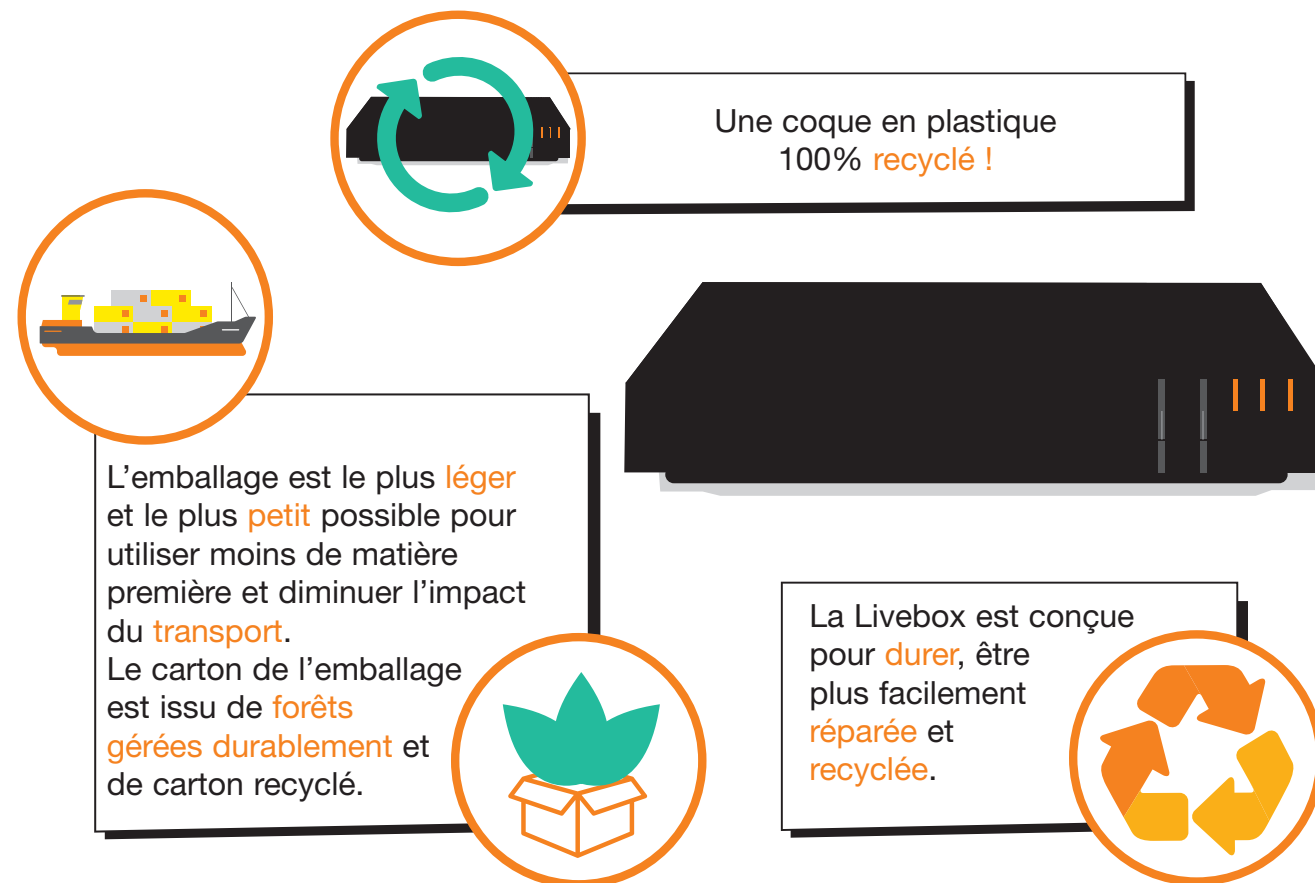 Une coque en plastique
100% recyclé !
L’emballage est le plus léger
et le plus petit possible pour
utiliser moins de matière
première et diminuer l’impact
du transport.
Le carton de l’emballage
est issu de forêts
gérées durablement et
de carton recyclé.
La Livebox est conçue
pour durer, être
plus facilement
réparée et
recyclée.